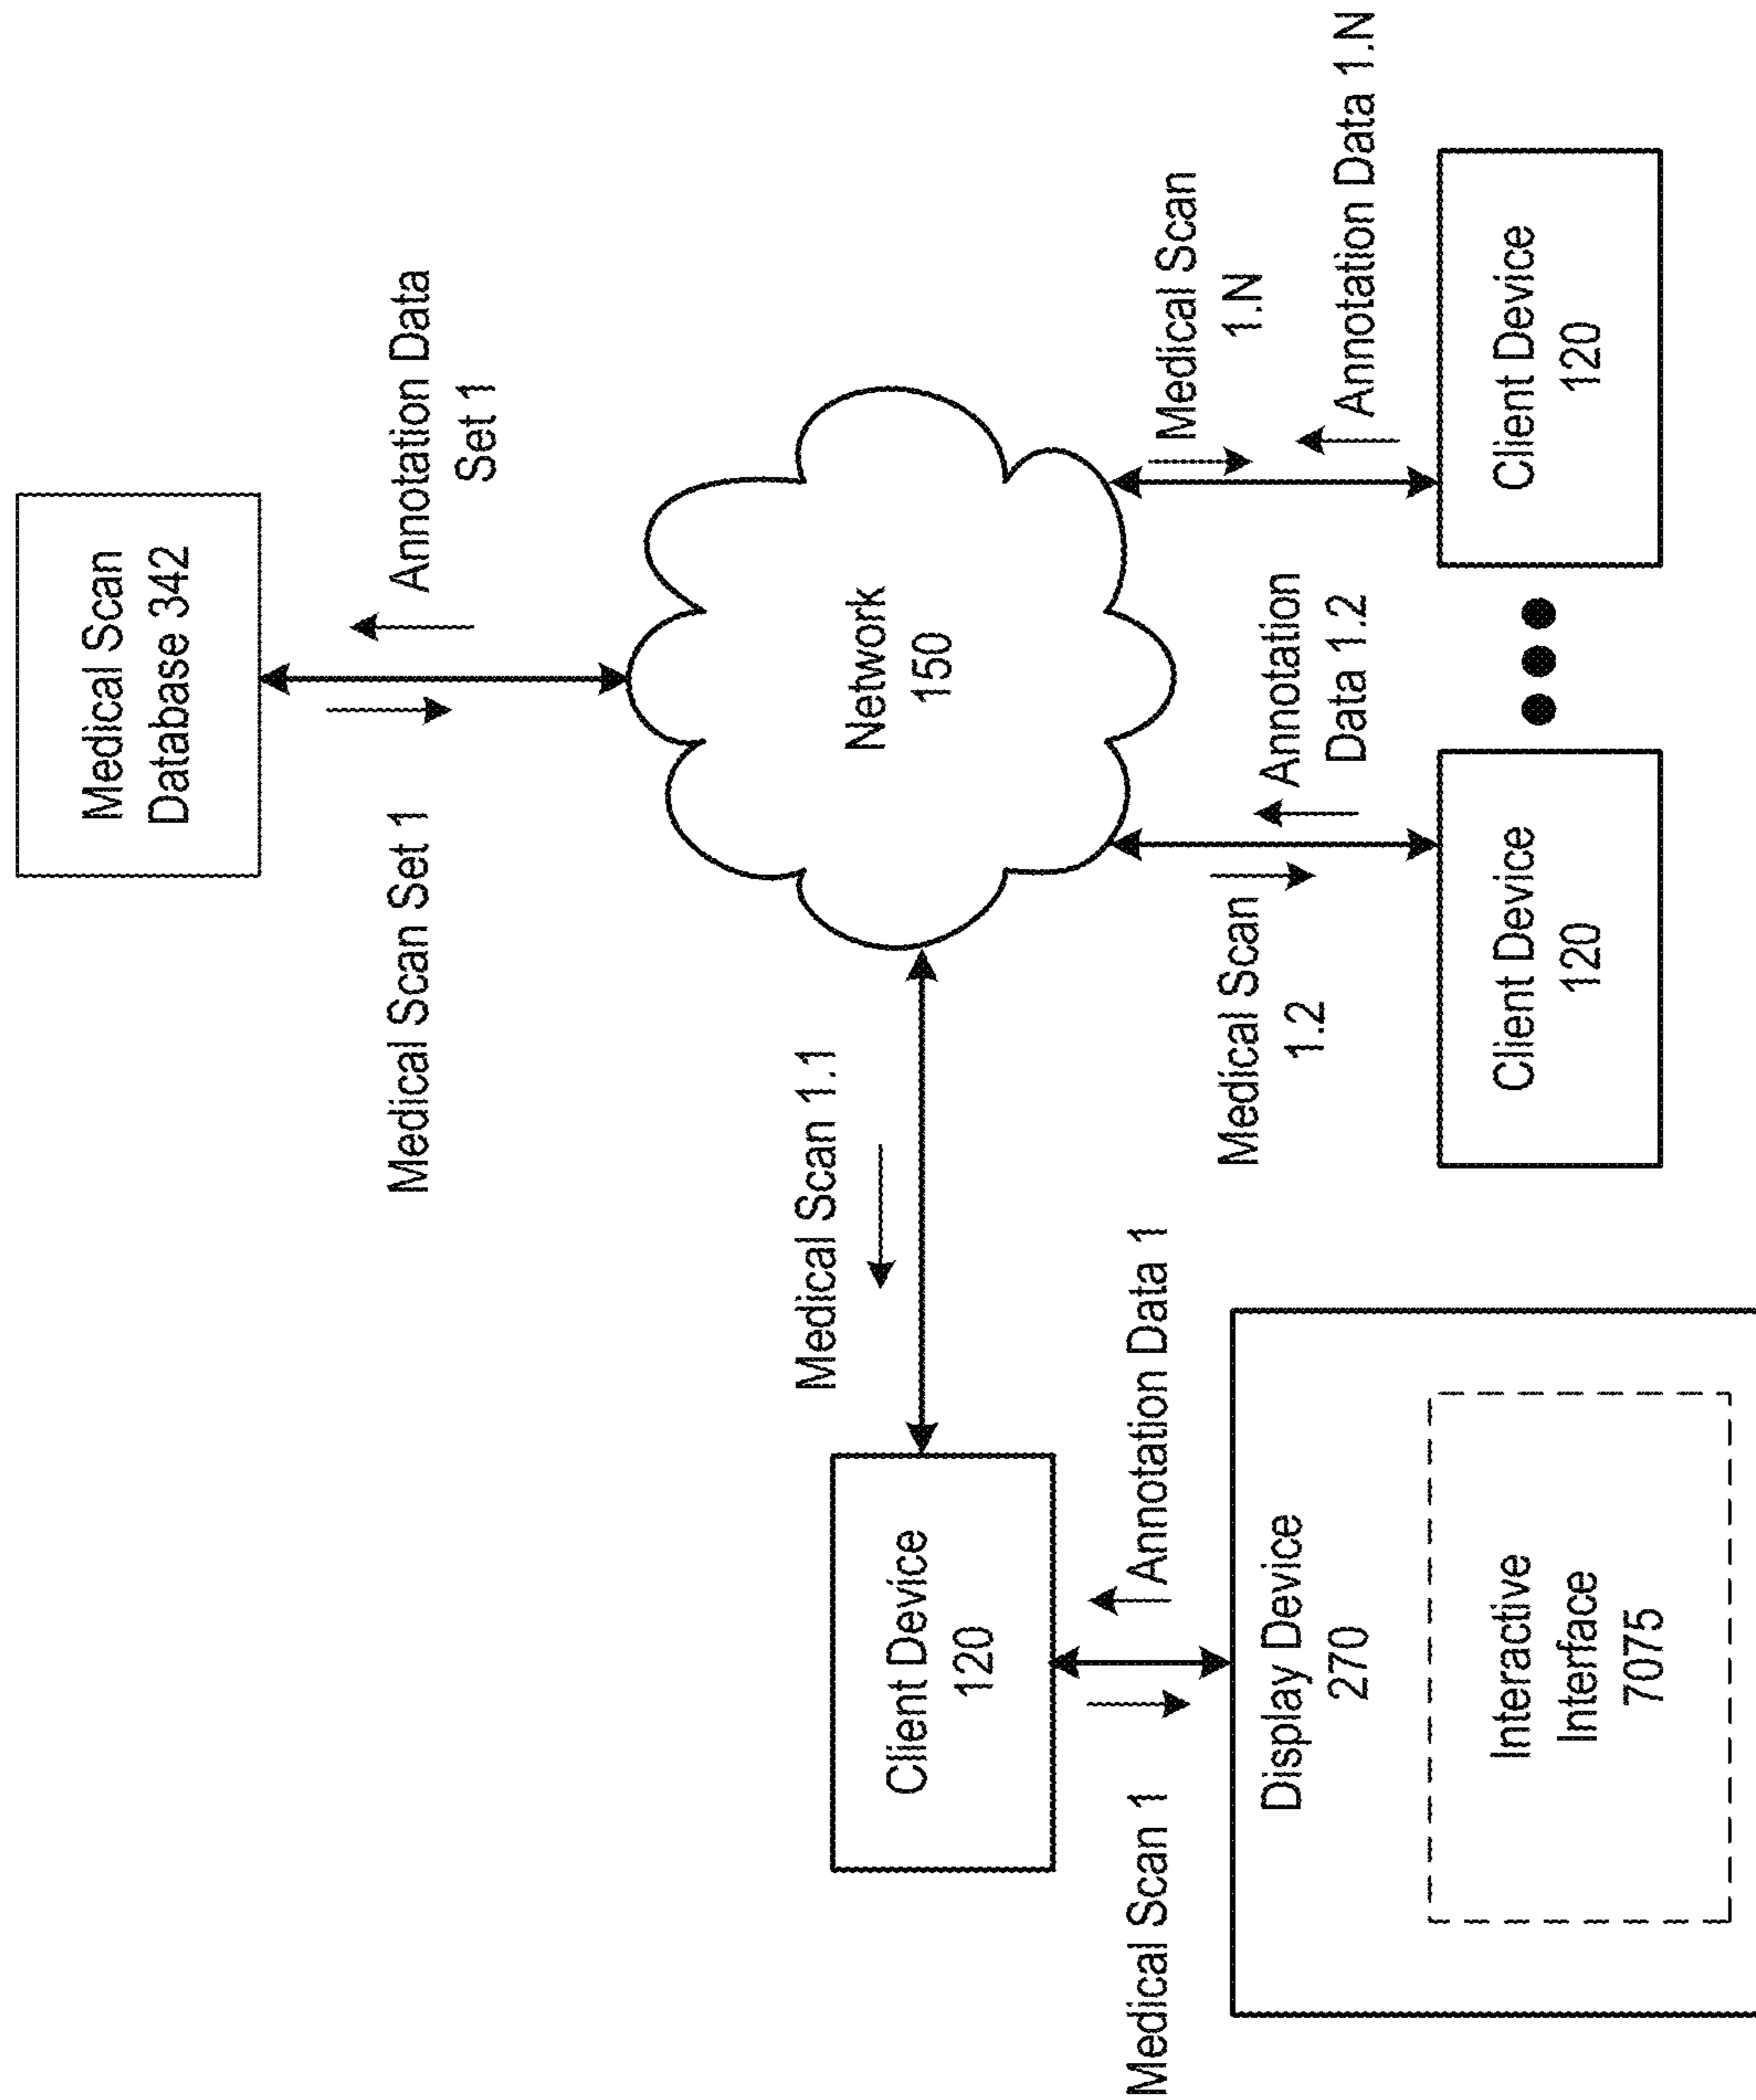 Medical Scan
Database 342
Medical Scan Set 1
Annotation Data
Set 1
Network
150
Medical Scan 1.1
Client Device
120
Medical Scan 1
Annotation Data 1
Display Device
270
Interactive
Interface
7075
Medical Scan
1.2
Annotation
Data 1.2
Client Device
120
Medical Scan
1.N
Annotation Data 1.N
Client Device
120